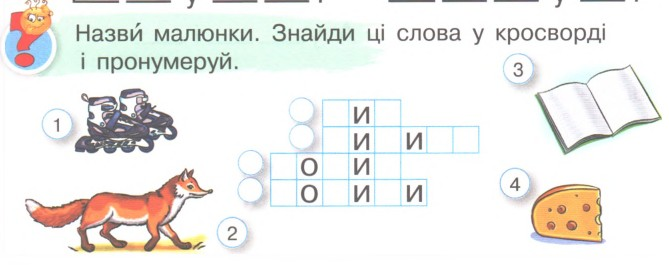 Назви́ малюнки. Знайди ці слова у кросворді
і пронумеруй.
3
1
и
и и
о и
о и и
4
2